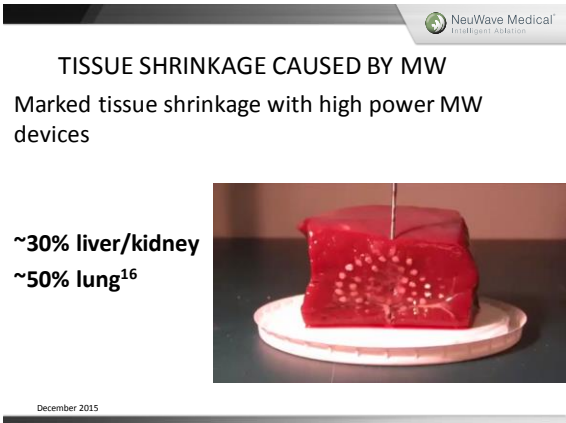 NeuWave Medical®
Intelligent Ablation
TISSUE SHRINKAGE CAUSED BY MW
Marked tissue shrinkage with high power MW
devices
~30% liver/kidney
~50% lung16
December 2015